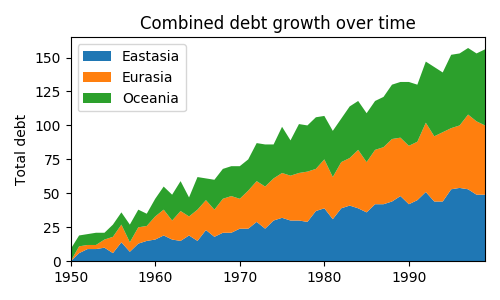 Combined debt growth over time
Total debt
150
125
100
75
50
25
0
Eastasia
Eurasia
Oceania
1950
1960
1970
1980
1990